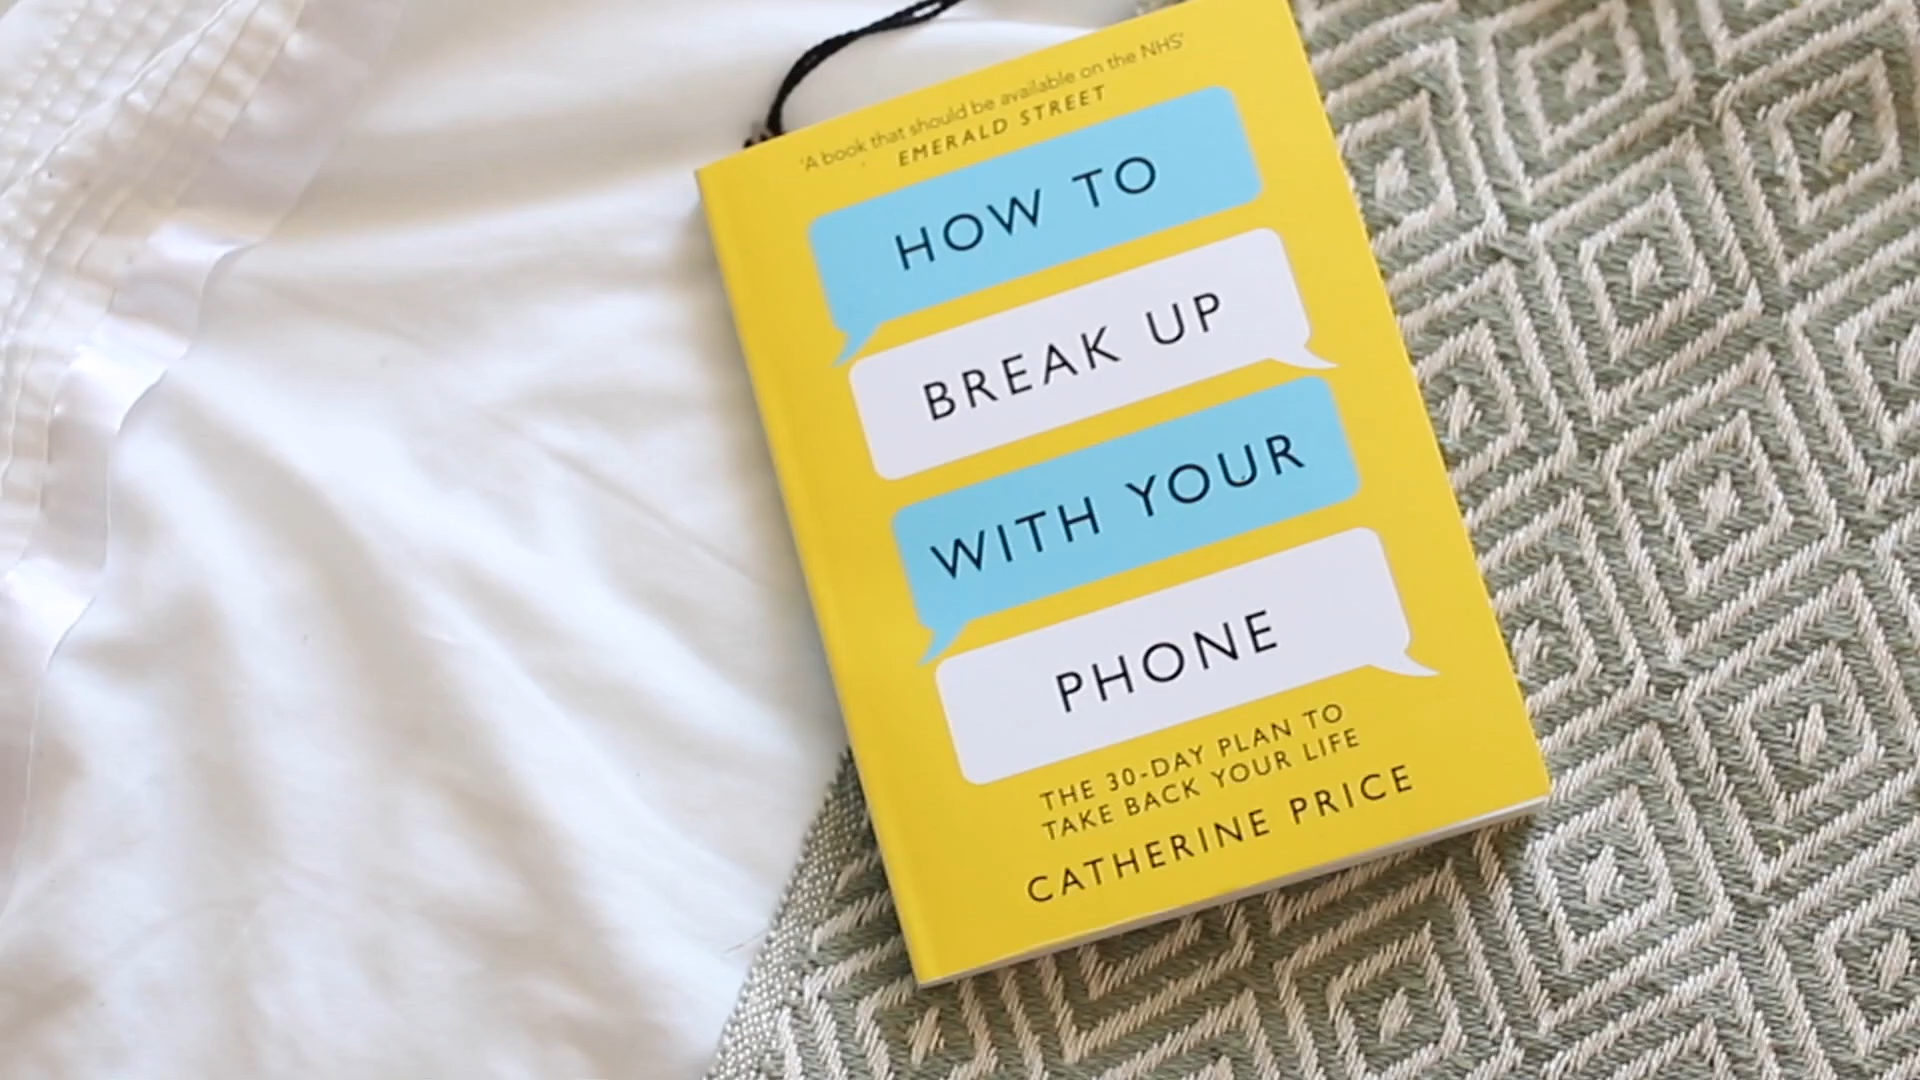 'A book that should be available on the NHS'
EMERALD STREET
HOW TO
BREAK UP
WITH YOUR
PHONE
THE 30-DAY PLAN TO
TAKE BACK YOUR LIFE
CATHERINE PRICE